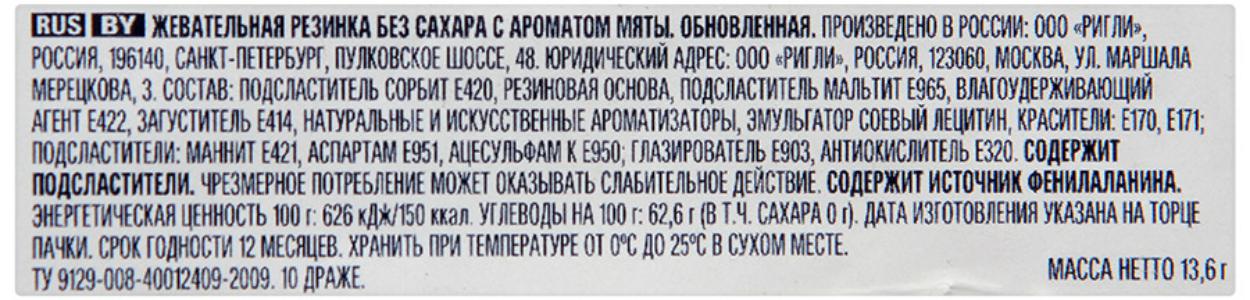 RUS BY ЖЕВАТЕЛЬНАЯ РЕЗИНКА БЕЗ САХАРА С АРОМАТОМ МЯТЫ. ОБНОВЛЕННАЯ. ПРОИЗВЕДЕНО В РОССИИ: ООО «РИГЛИ»,
РОССИЯ, 196140, САНКТ-ПЕТЕРБУРГ, ПУЛКОВСКОЕ ШОССЕ, 48. ЮРИДИЧЕСКИЙ АДРЕС: ООО «РИГЛИ», РОССИЯ, 123060, МОСКВА, УЛ. МАРШАЛА
МЕРЕЦКОВА, 3. СОСТАВ: ПОДСЛАСТИТЕЛЬ СОРБИТ Е420, РЕЗИНОВАЯ ОСНОВА, ПОДСЛАСТИТЕЛЬ МАЛЬТИТ Е965, ВЛАГОУДЕРЖИВАЮЩИЙ
АГЕНТ Е422, ЗАГУСТИТЕЛЬ Е414, НАТУРАЛЬНЫЕ И ИСКУССТВЕННЫЕ АРОМАТИЗАТОРЫ, ЭМУЛЬГАТОР СОЕВЫЙ ЛЕЦИТИН, КРАСИТЕЛИ: Е170, Е171;
ПОДСЛАСТИТЕЛИ: МАННИТ Е421, АСПАРТАМ Е951, АЦЕСУЛЬФАМ К Е950; ГЛАЗИРОВАТЕЛЬ Е903, АНТИОКИСЛИТЕЛЬ Е320. СОДЕРЖИТ
ПОДСЛАСТИТЕЛИ. ЧРЕЗМЕРНОЕ ПОТРЕБЛЕНИЕ МОЖЕТ ОКАЗЫВАТЬ СЛАБИТЕЛЬНОЕ ДЕЙСТВИЕ. СОДЕРЖИТ ИСТОЧНИК ФЕНИЛАЛАНИНА.
ЭНЕРГЕТИЧЕСКАЯ ЦЕННОСТЬ 100 г: 626 кДж/150 ккал. УГЛЕВОДЫ НА 100 г: 62,6 г (В Т.Ч. САХАРА 0 г). ДАТА ИЗГОТОВЛЕНИЯ УКАЗАНА НА ТОРЦЕ
ПАЧКИ. СРОК ГОДНОСТИ 12 МЕСЯЦЕВ. ХРАНИТЬ ПРИ ТЕМПЕРАТУРЕ ОТ 0°С ДО 25°С В СУХОМ МЕСТЕ.
ТУ 9129-008-40012409-2009. 10 ДРАЖЕ.
МАССА НЕТТО 13,6 г